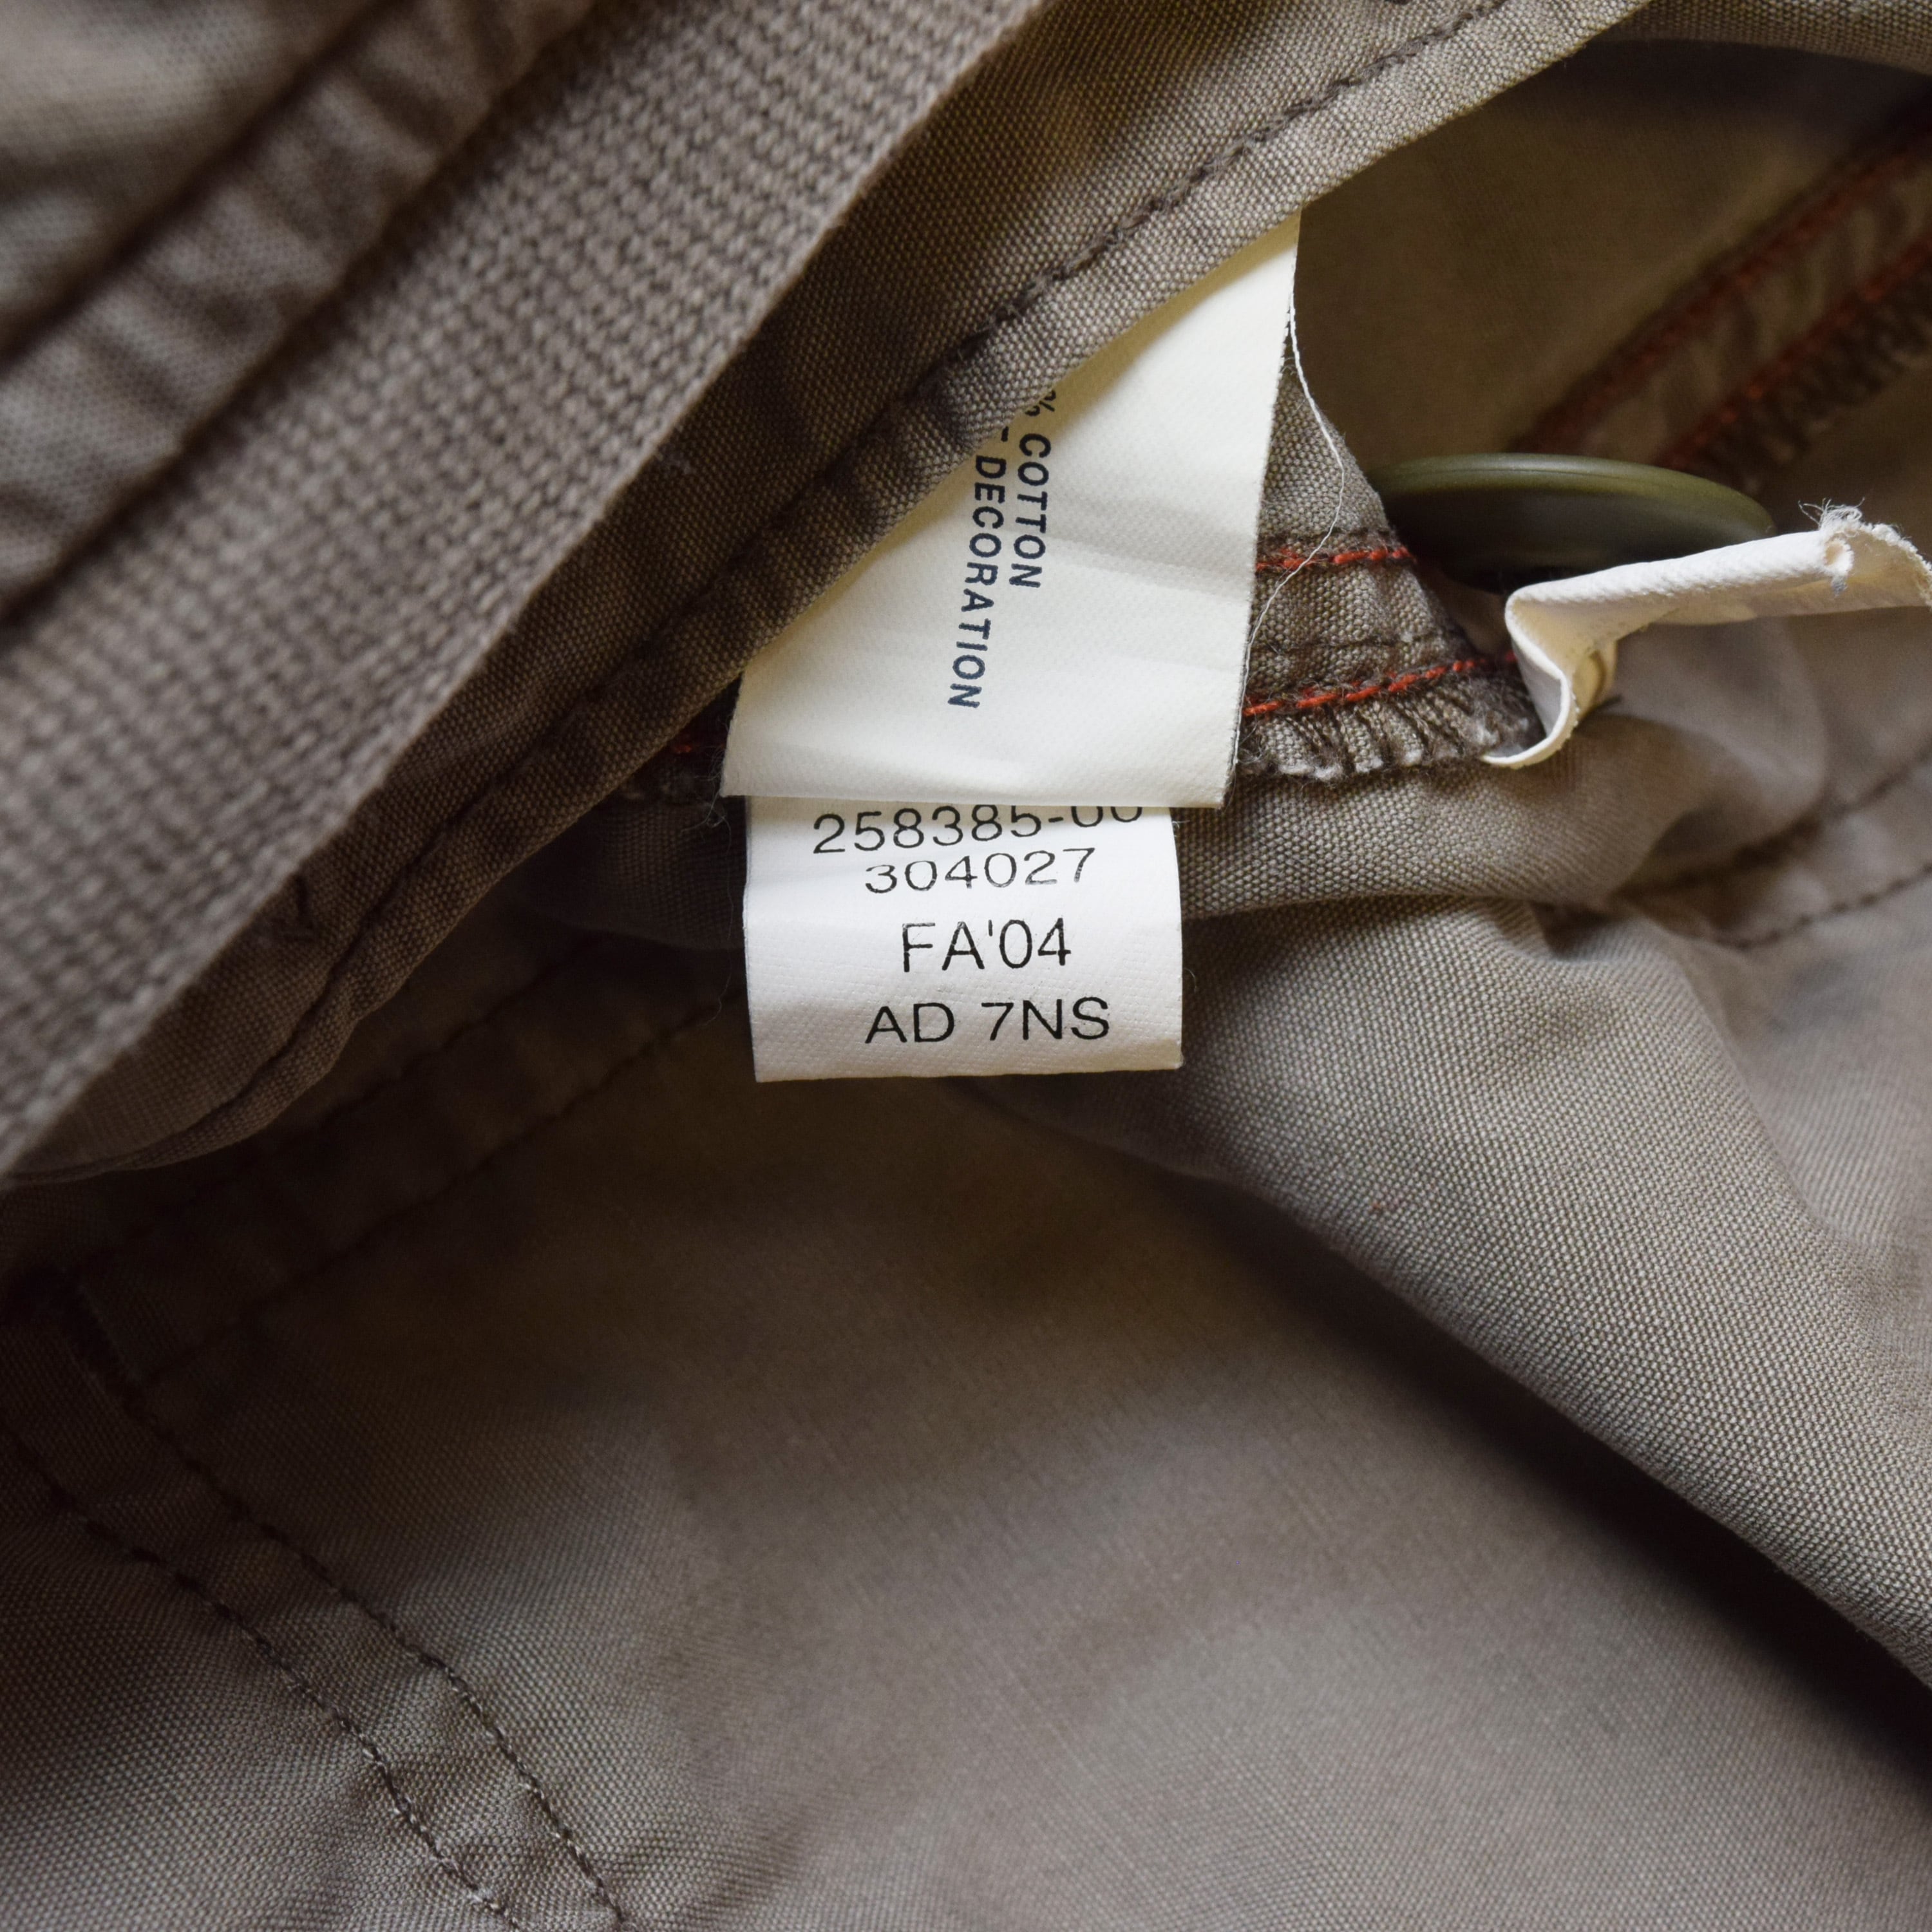 % COTTON
DECORATION
258385-00
304027
FA'04
AD 7NS